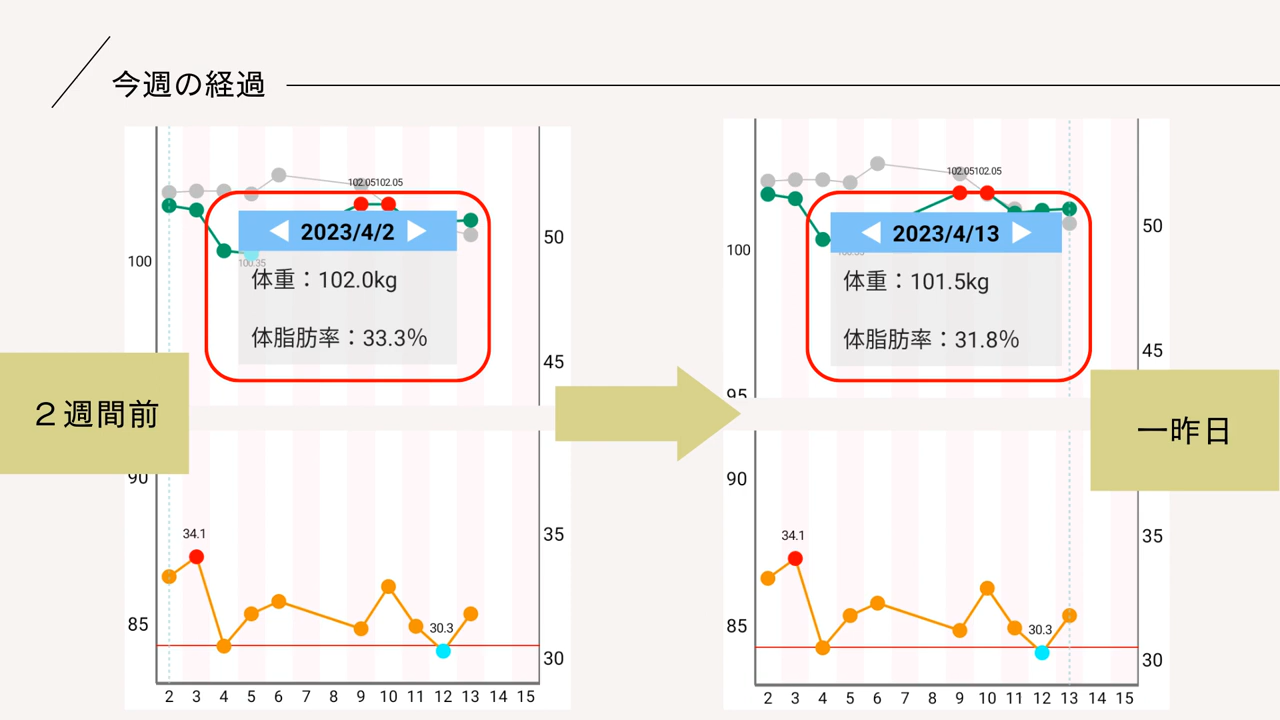 今週の経過
102.05102.05
2023/4/2
体重：102.0kg
体脂肪率：33.3%
100.35
100
50
45
２週間前
90
35
34.1
85
30.3
30
2 3 4 5 6 7 8 9 10 11 12 13 14 15
102.05102.05
2023/4/13
体重：101.5kg
体脂肪率：31.8%
100
50
45
95
一昨日
90
35
34.1
85
30.3
30
2 3 4 5 6 7 8 9 10 11 12 13 14 15